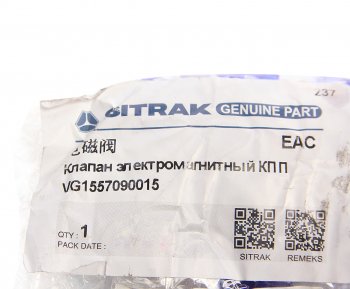 237
SITRAK GENUINE PART
电磁阀 EAC
Клапан электромагнитный КПП
VG1557090015
QTY: 1
PACK DATE:
SITRAK REMEKS